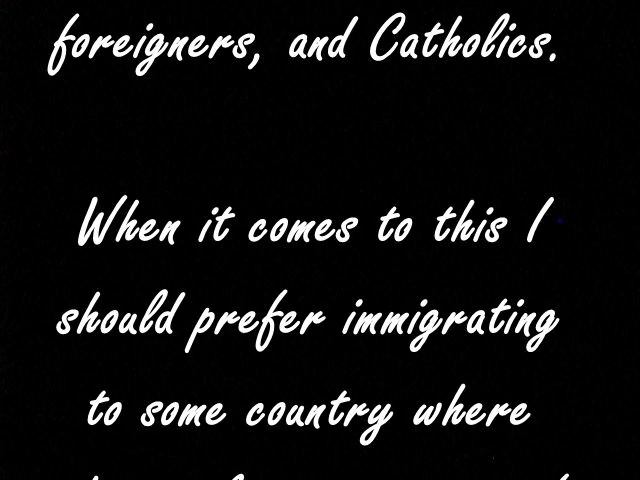 foreigners, and Catholics.
When it comes to this I
should prefer immigrating
to some country where